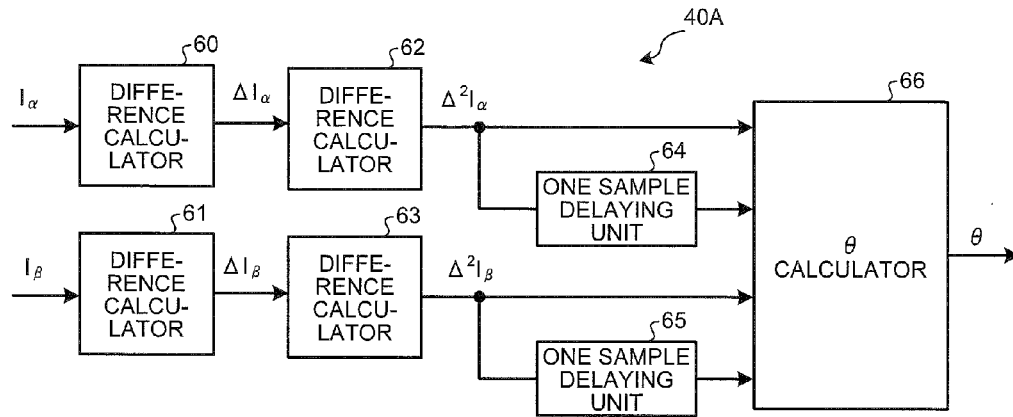 40A
60
62
66
Iα
DIFFE-
RENCE
CALCU-
LATOR
ΔIα
DIFFE-
RENCE
CALCU-
LATOR
Δ²Iα
64
ONE SAMPLE
DELAYING
UNIT
61
63
Iβ
DIFFE-
RENCE
CALCU-
LATOR
ΔIβ
DIFFE-
RENCE
CALCU-
LATOR
Δ²Iβ
65
ONE SAMPLE
DELAYING
UNIT
θ
CALCULATOR
θ